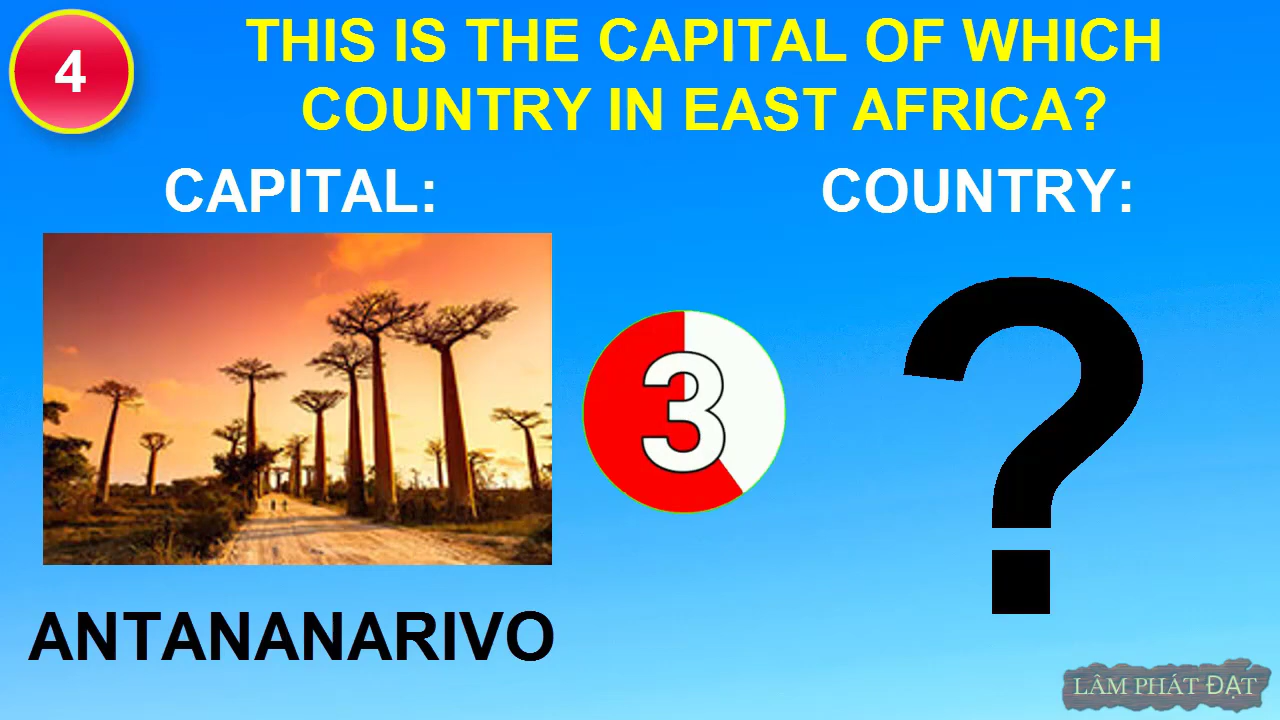 4
THIS IS THE CAPITAL OF WHICH
COUNTRY IN EAST AFRICA?
CAPITAL:
COUNTRY:
3
?
ANTANANARIVO
LÂM PHÁT ĐẠT